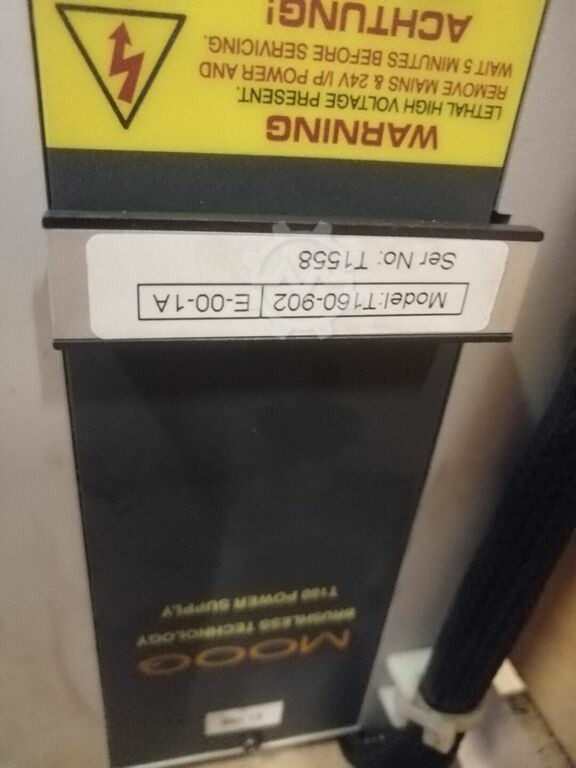 MOOG
BRUSHLESS TECHNOLOGY
T160 POWER SUPPLY
Model:T160-902 E-00-1A
Ser No: T1558
WARNING
LETHAL HIGH VOLTAGE PRESENT.
REMOVE MAINS & 24V I/P POWER AND
WAIT 5 MINUTES BEFORE SERVICING.
ACHTUNG!